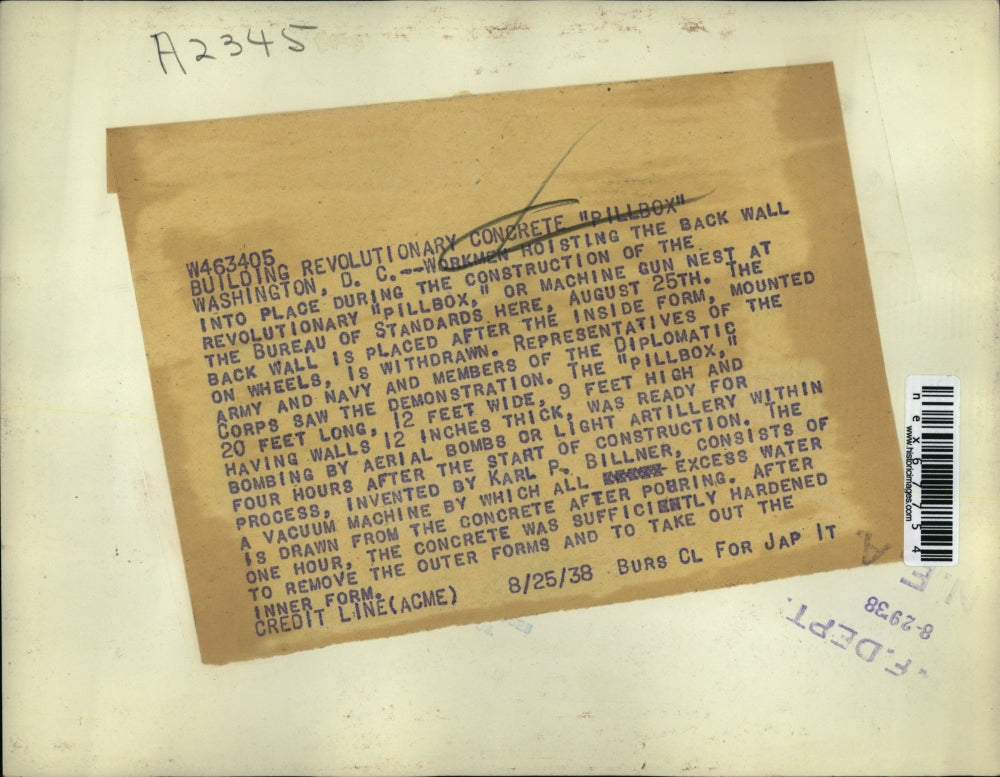 A2345
W463405
BUILDING REVOLUTIONARY CONCRETE "PILLBOX"
WASHINGTON, D. C.--WORKMEN HOISTING THE BACK WALL
INTO PLACE DURING THE CONSTRUCTION OF THE
REVOLUTIONARY "PILLBOX," OR MACHINE GUN NEST AT
THE BUREAU OF STANDARDS HERE, AUGUST 25TH. THE
BACK WALL IS PLACED AFTER THE INSIDE FORM, MOUNTED
ON WHEELS, IS WITHDRAWN. REPRESENTATIVES OF THE
ARMY AND NAVY AND MEMBERS OF THE DIPLOMATIC
CORPS SAW THE DEMONSTRATION. THE "PILLBOX,"
20 FEET LONG, 12 FEET WIDE, 9 FEET HIGH AND
HAVING WALLS 12 INCHES THICK, WAS READY FOR
BOMBING BY AERIAL BOMBS OR LIGHT ARTILLERY WITHIN
FOUR HOURS AFTER THE START OF CONSTRUCTION. THE
PROCESS, INVENTED BY KARL P. BILLNER, CONSISTS OF
A VACUUM MACHINE BY WHICH ALL EXCESS WATER
IS DRAWN FROM THE CONCRETE AFTER POURING. AFTER
ONE HOUR, THE CONCRETE WAS SUFFICIENTLY HARDENED
TO REMOVE THE OUTER FORMS AND TO TAKE OUT THE
INNER FORM.
CREDIT LINE(ACME) 8/25/38 BURS CL FOR JAP IT
nex67754
www.historicimages.com
8-2938
F.DEPT.